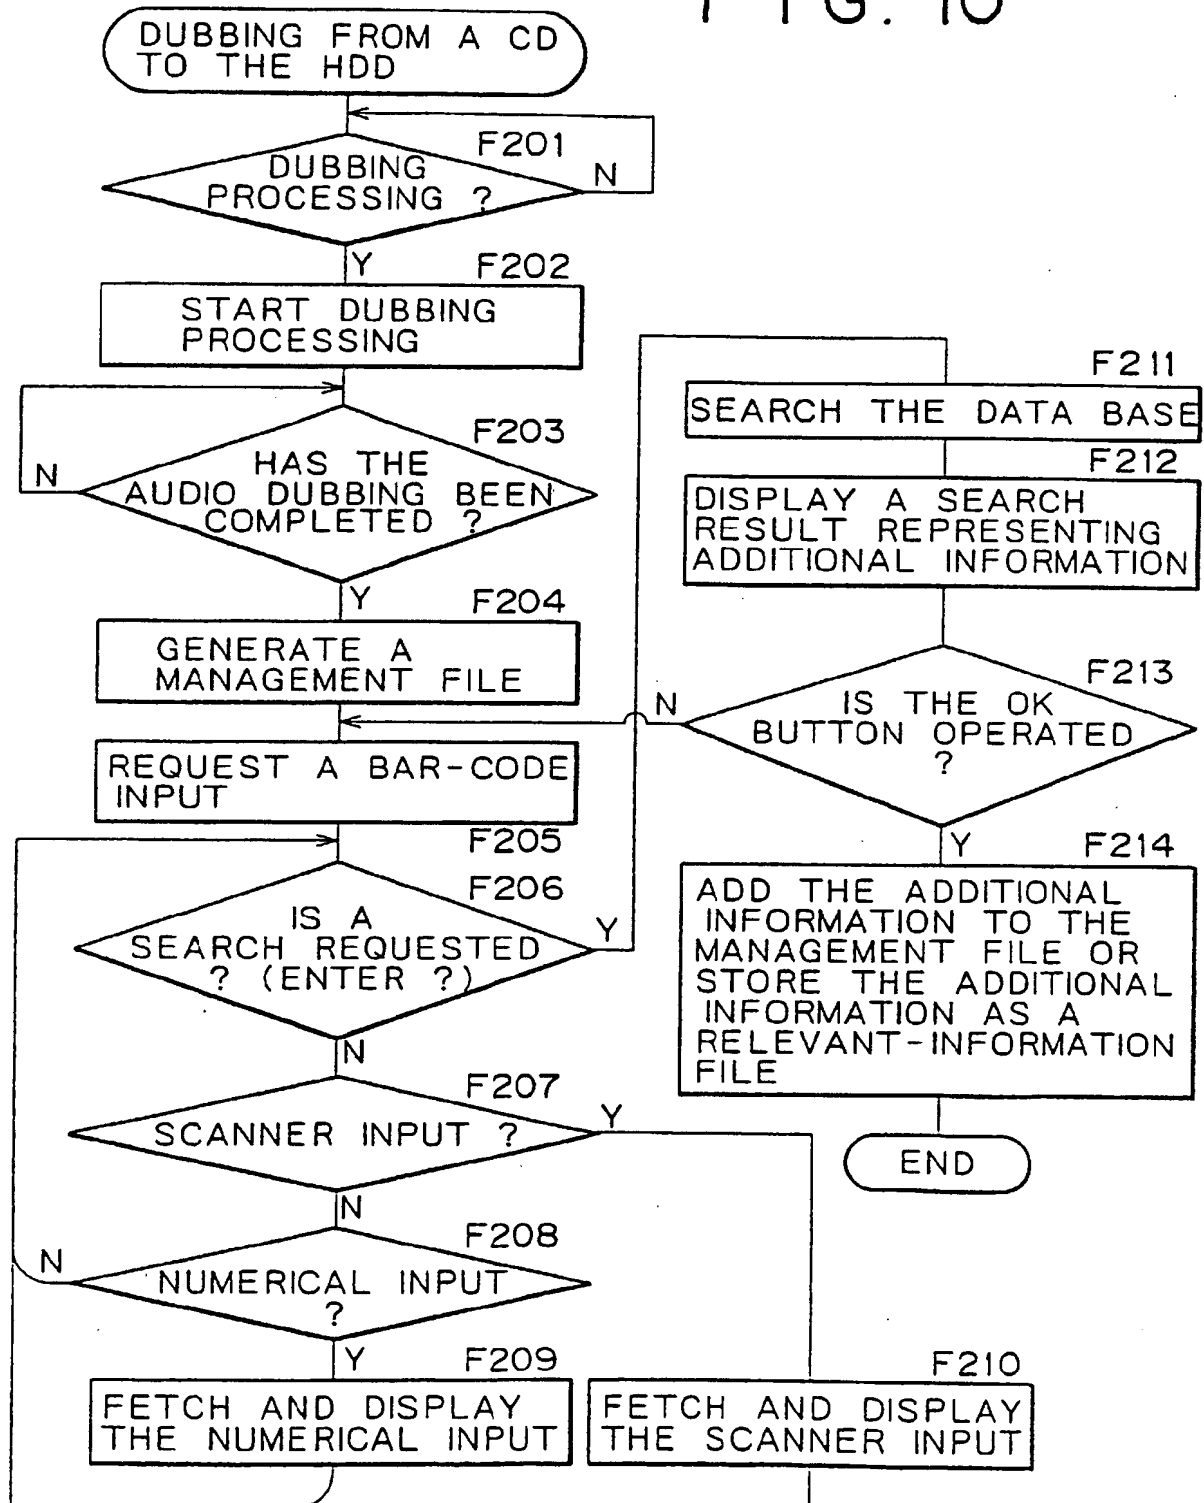 FIG. 10
DUBBING FROM A CD
TO THE HDD
F201
DUBBING
PROCESSING ?
N
Y
F202
START DUBBING
PROCESSING
F203
HAS THE
AUDIO DUBBING BEEN
COMPLETED ?
N
Y
F204
GENERATE A
MANAGEMENT FILE
REQUEST A BAR-CODE
INPUT
F205
F206
IS A
SEARCH REQUESTED
? (ENTER ?)
Y
N
F207
SCANNER INPUT ?
Y
N
F208
NUMERICAL INPUT
?
N
Y
F209
FETCH AND DISPLAY
THE NUMERICAL INPUT
F210
FETCH AND DISPLAY
THE SCANNER INPUT
F211
SEARCH THE DATA BASE
F212
DISPLAY A SEARCH
RESULT REPRESENTING
ADDITIONAL INFORMATION
F213
IS THE OK
BUTTON OPERATED
?
N
Y
F214
ADD THE ADDITIONAL
INFORMATION TO THE
MANAGEMENT FILE OR
STORE THE ADDITIONAL
INFORMATION AS A
RELEVANT-INFORMATION
FILE
END